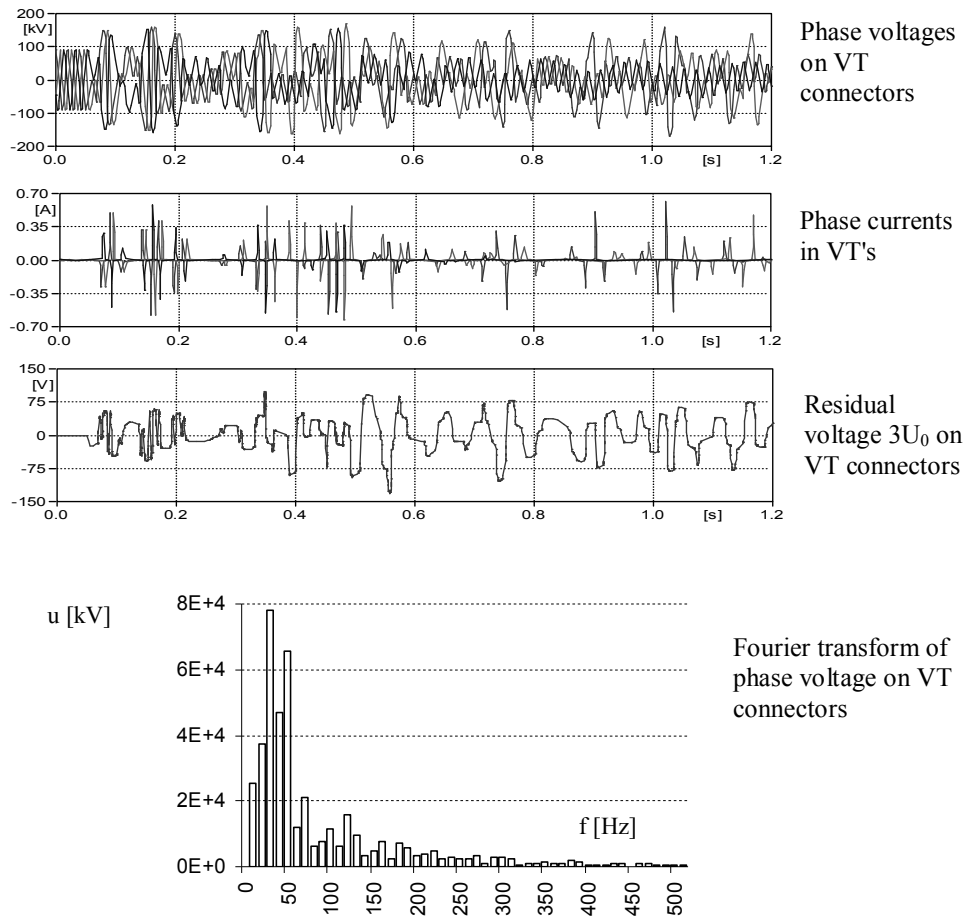 200
[kV]
100
0
-100
-200
0.0 0.2 0.4 0.6 0.8 1.0 [s] 1.2
Phase voltages
on VT
connectors
0.70
[A]
0.35
0.00
-0.35
-0.70
0.0 0.2 0.4 0.6 0.8 1.0 [s] 1.2
Phase currents
in VT's
150
[V]
75
0
-75
-150
0.0 0.2 0.4 0.6 0.8 1.0 [s] 1.2
Residual
voltage 3U₀ on
VT connectors
u [kV]
8E+4
6E+4
4E+4
2E+4
0E+0
f [Hz]
0 50 100 150 200 250 300 350 400 450 500
Fourier transform of
phase voltage on VT
connectors